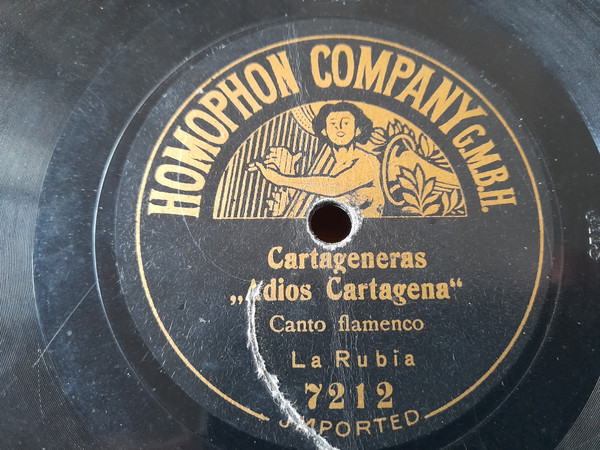 HOMOPHON COMPANY G.M.B.H.
Cartageneras
„Adios Cartagena“
Canto flamenco
La Rubia
7212
IMPORTED